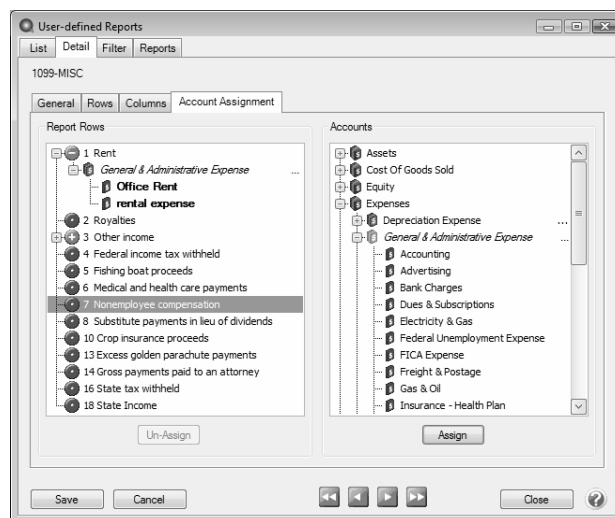 User-defined Reports
List Detail Filter Reports
1099-MISC
General Rows Columns Account Assignment
Report Rows
1 Rent
General & Administrative Expense ...
Office Rent
rental expense
2 Royalties
3 Other income
4 Federal income tax withheld
5 Fishing boat proceeds
6 Medical and health care payments
7 Nonemployee compensation
8 Substitute payments in lieu of dividends
10 Crop insurance proceeds
13 Excess golden parachute payments
14 Gross payments paid to an attorney
16 State tax withheld
18 State Income
Un-Assign
Accounts
Assets
Cost Of Goods Sold
Equity
Expenses
Depreciation Expense ...
General & Administrative Expense ...
Accounting
Advertising
Bank Charges
Dues & Subscriptions
Electricity & Gas
Federal Unemployment Expense
FICA Expense
Freight & Postage
Gas & Oil
Insurance - Health Plan
Assign
Save Cancel Close ?